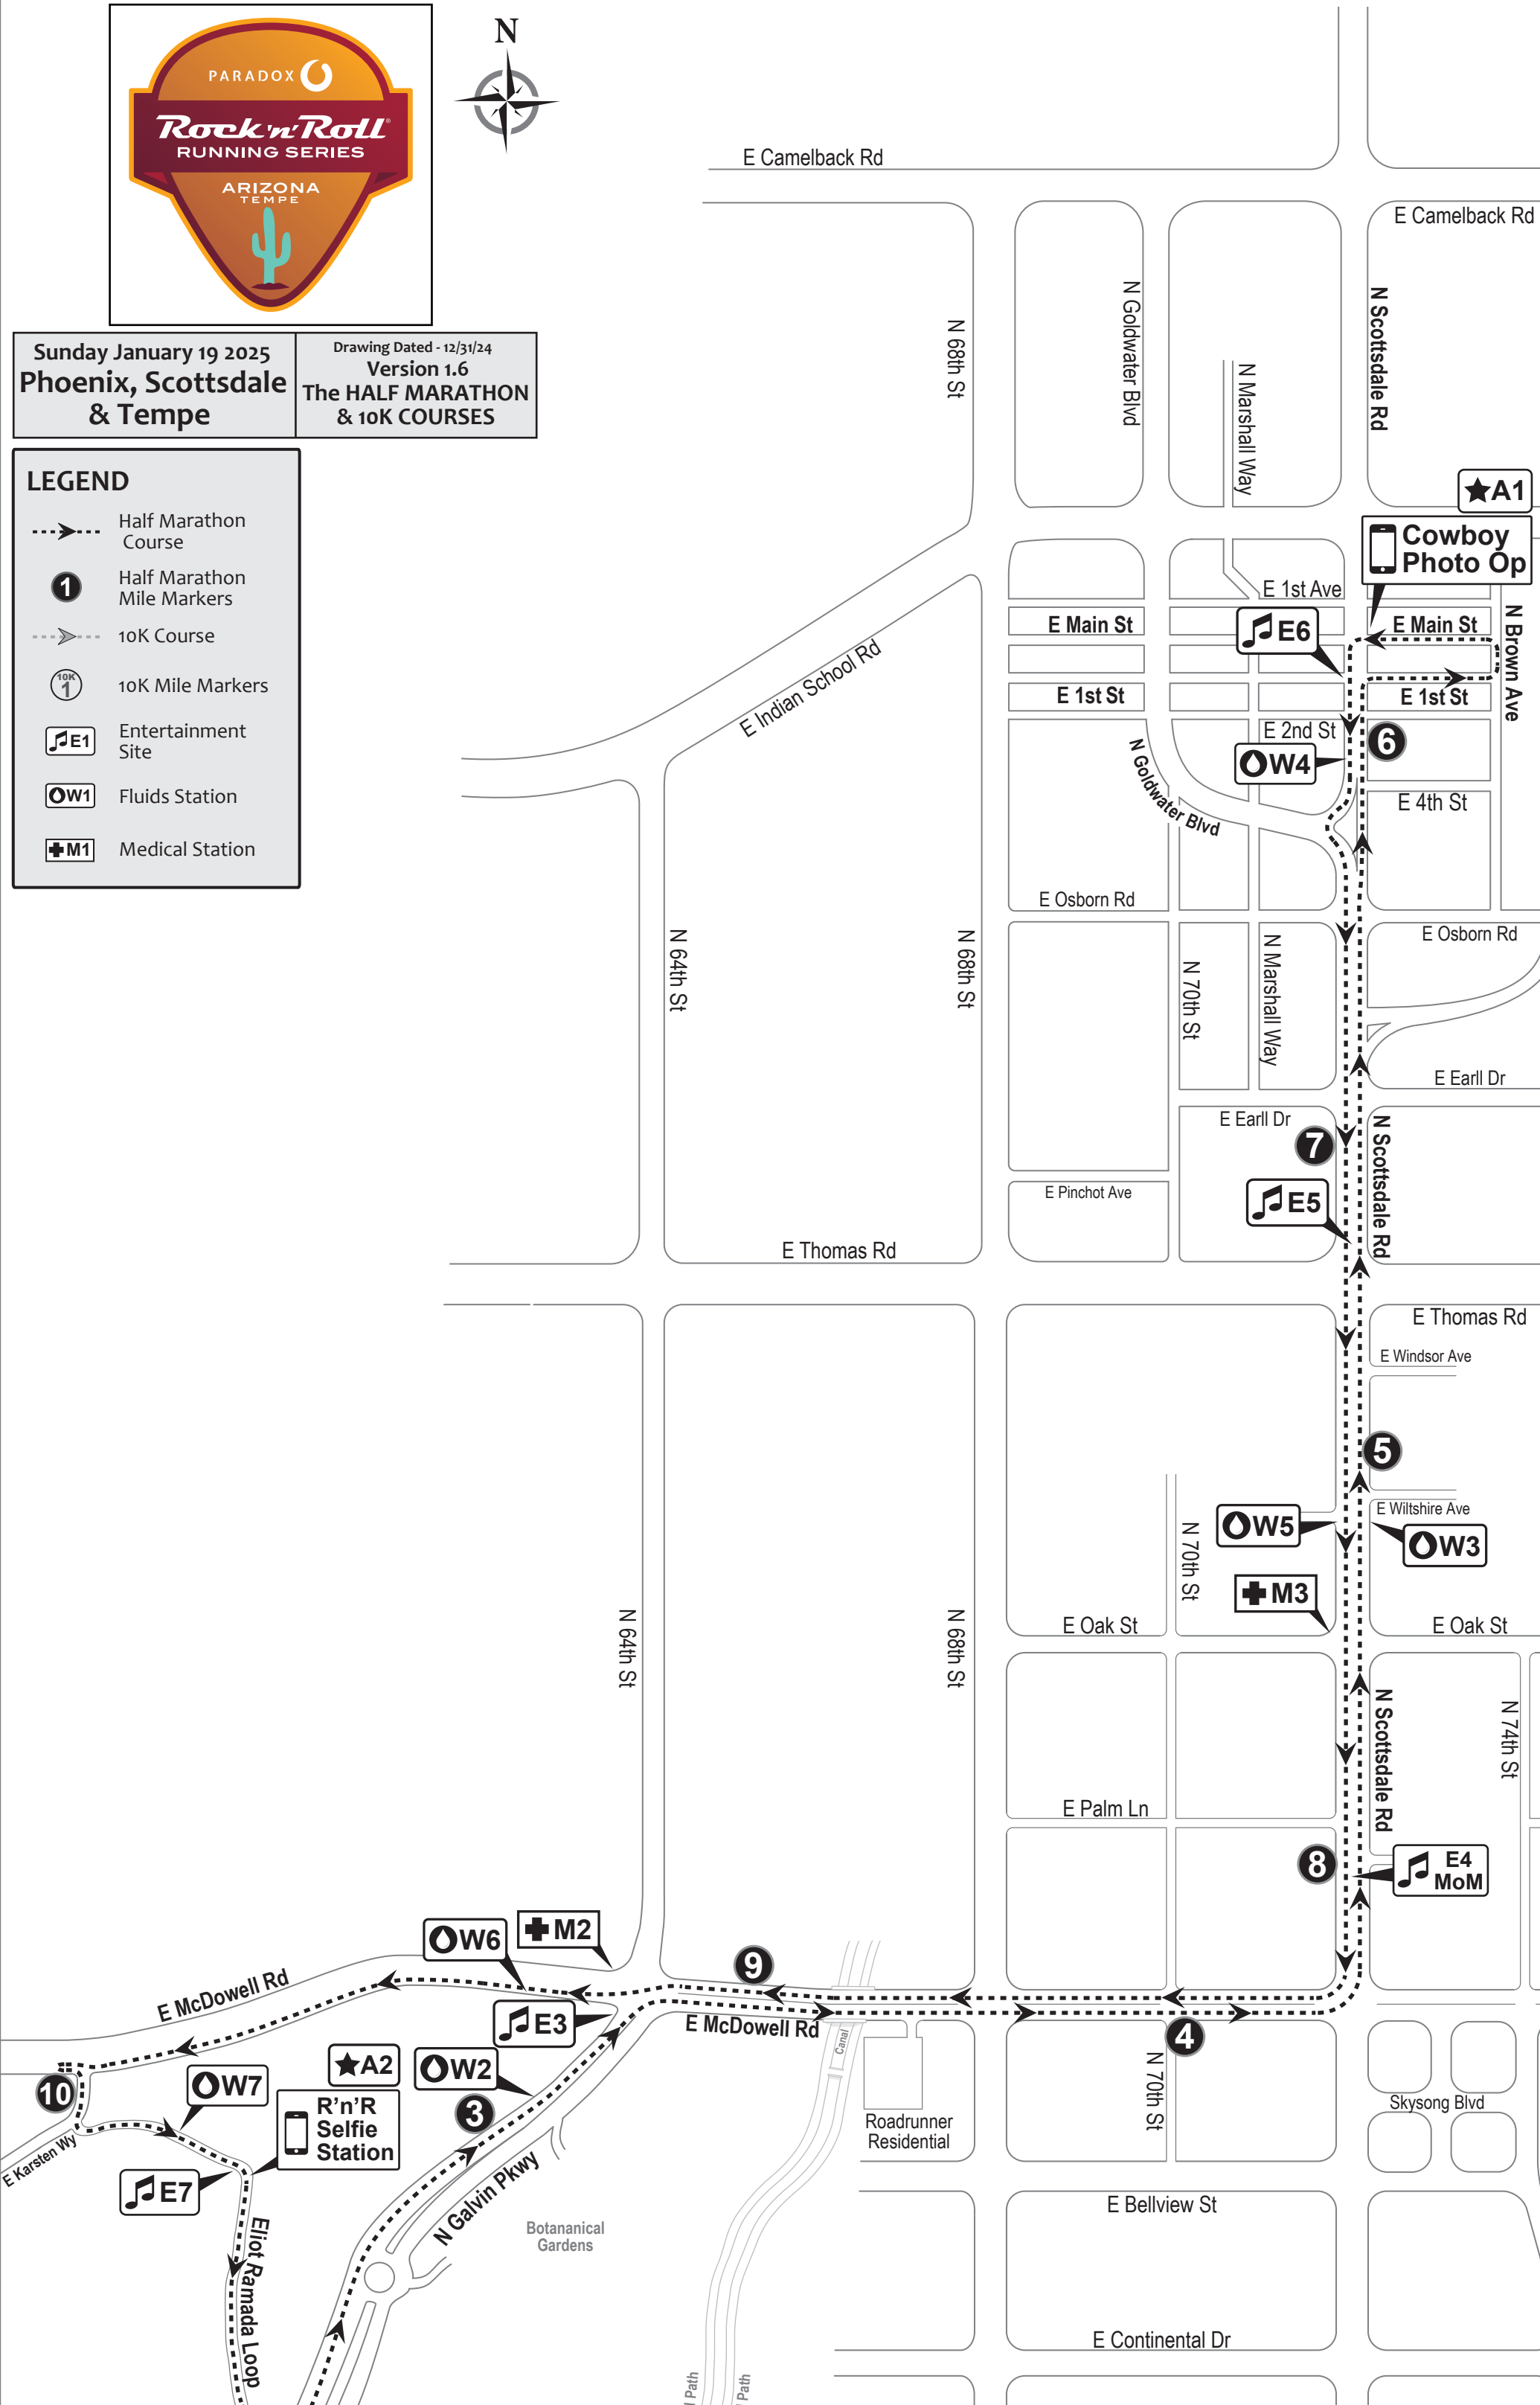 PARADOX
Rock 'n' Roll®
RUNNING SERIES
ARIZONA
TEMPE
N
Sunday January 19 2025
Phoenix, Scottsdale
& Tempe
Drawing Dated - 12/31/24
Version 1.6
The HALF MARATHON
& 10K COURSES
LEGEND
Half Marathon
Course
1
Half Marathon
Mile Markers
10K Course
10K
1
10K Mile Markers
E1
Entertainment
Site
W1
Fluids Station
M1
Medical Station
E Camelback Rd
E Camelback Rd
N 68th St
N Goldwater Blvd
N Marshall Way
N Scottsdale Rd
A1
Cowboy
Photo Op
E 1st Ave
E Main St
E6
E Main St
N Brown Ave
E Indian School Rd
E 1st St
E 1st St
E 2nd St
6
W4
N Goldwater Blvd
E 4th St
E Osborn Rd
E Osborn Rd
N 64th St
N 68th St
N 70th St
N Marshall Way
E Earll Dr
E Earll Dr
7
N Scottsdale Rd
E Pinchot Ave
E5
E Thomas Rd
E Thomas Rd
E Windsor Ave
5
E Wiltshire Ave
W5
W3
N 70th St
M3
E Oak St
E Oak St
N 64th St
N 68th St
N Scottsdale Rd
N 74th St
E Palm Ln
8
E4
MoM
W6
M2
9
E McDowell Rd
E3
E McDowell Rd
4
Canal
A2
W2
10
W7
R'n'R
Selfie
Station
3
N 70th St
Skysong Blvd
Roadrunner
Residential
E Karsten Wy
E7
N Galvin Pkwy
E Bellview St
Botananical
Gardens
Eliot Ramada Loop
E Continental Dr
Path
Path